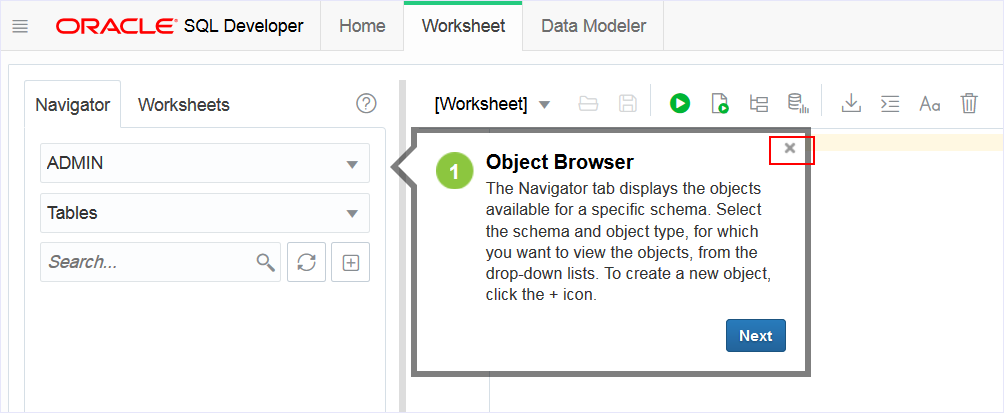 ORACLE SQL Developer Home Worksheet Data Modeler
Navigator Worksheets ?
[Worksheet] Aa
ADMIN
Tables
Search...
1
Object Browser
The Navigator tab displays the objects
available for a specific schema. Select
the schema and object type, for which
you want to view the objects, from the
drop-down lists. To create a new object,
click the + icon.
Next